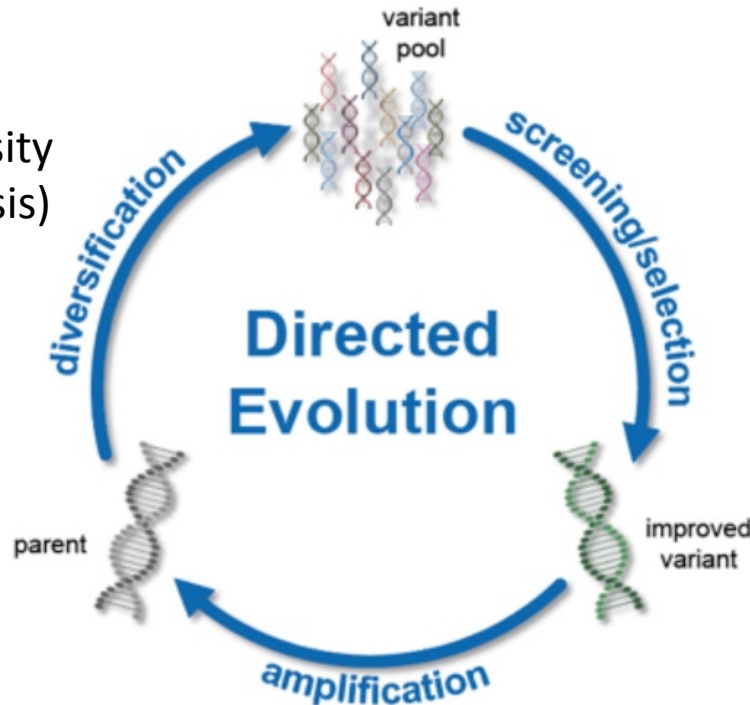 variant
pool
sity
sis)
diversification
screening/selection
Directed
Evolution
parent
improved
variant
amplification